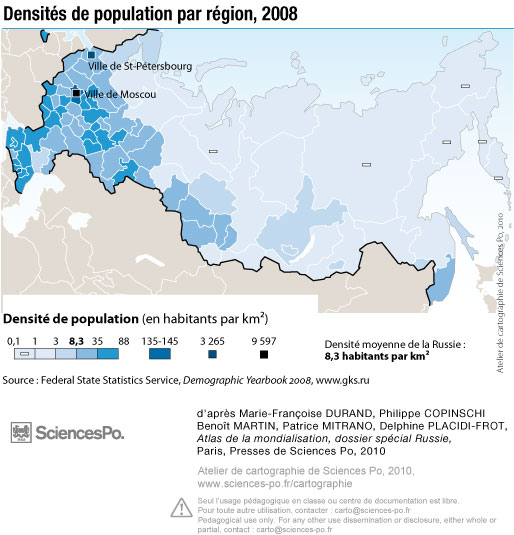 Densités de population par région, 2008
Ville de St-Pétersbourg
Ville de Moscou
Atelier de cartographie de Sciences Po, 2010
Densité de population (en habitants par km²)
0,1 1 3 8,3 35 88 135-145 3 265 9 597
Densité moyenne de la Russie :
8,3 habitants par km²
Source : Federal State Statistics Service, Demographic Yearbook 2008, www.gks.ru
SciencesPo.
d'après Marie-Françoise DURAND, Philippe COPINSCHI
Benoît MARTIN, Patrice MITRANO, Delphine PLACIDI-FROT,
Atlas de la mondialisation, dossier spécial Russie,
Paris, Presses de Sciences Po, 2010
Atelier de cartographie de Sciences Po, 2010,
www.sciences-po.fr/cartographie
Seul l'usage pédagogique en classe ou centre de documentation est libre.
Pour toute autre utilisation, contacter : carto@sciences-po.fr
Pedagogical use only. For any other use dissemination or disclosure, either whole or
partial, contact : carto@sciences-po.fr